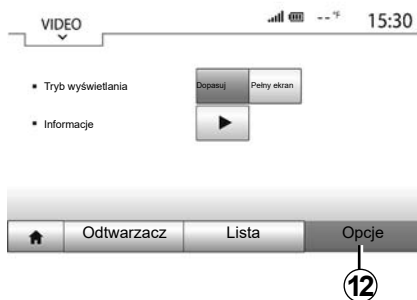 VIDEO --°F 15:30
▪ Tryb wyświetlania Dopasuj Pełny ekran
▪ Informacje
Odtwarzacz Lista Opcje
12